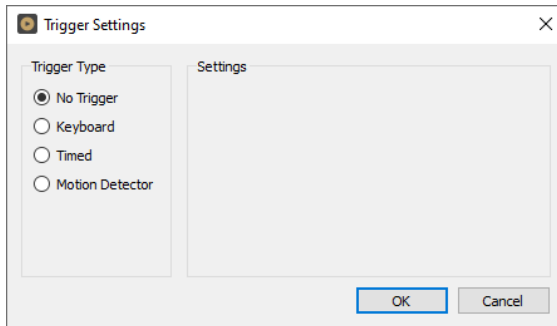 Trigger Settings
Trigger Type
No Trigger
Keyboard
Timed
Motion Detector
Settings
OK
Cancel